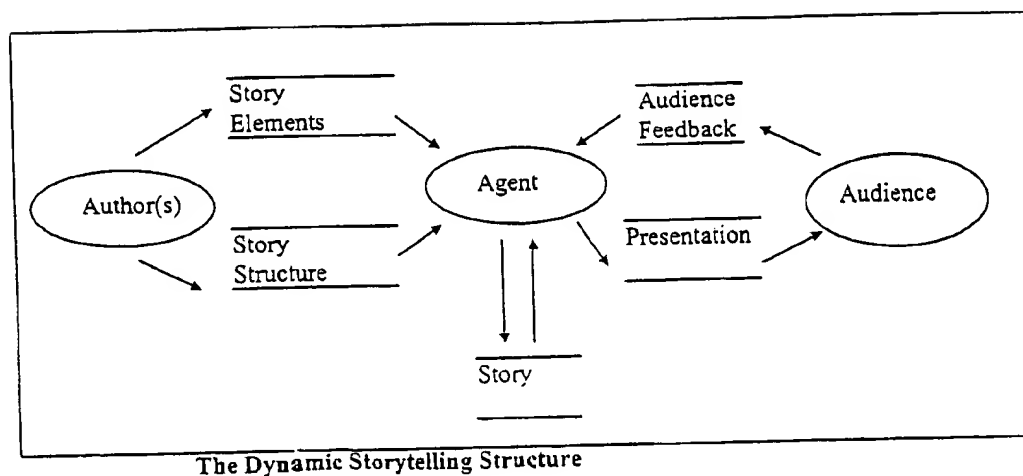 Story
Elements
Audience
Feedback
Author(s)
Agent
Audience
Story
Structure
Presentation
Story
The Dynamic Storytelling Structure